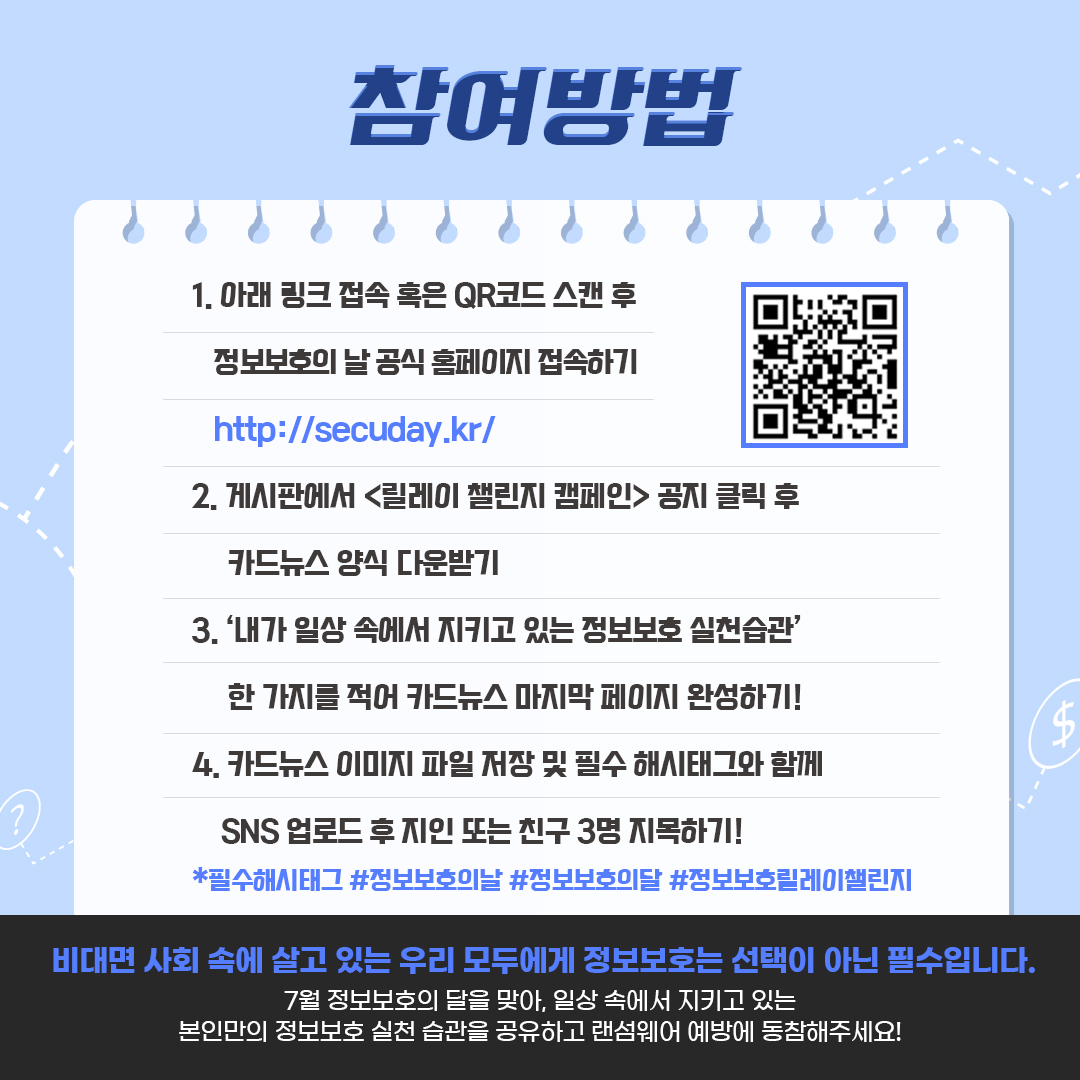 참여방법
1. 아래 링크 접속 혹은 QR코드 스캔 후
정보보호의 날 공식 홈페이지 접속하기
http://secuday.kr/
2. 게시판에서 <릴레이 챌린지 캠페인> 공지 클릭 후
카드뉴스 양식 다운받기
3. ‘내가 일상 속에서 지키고 있는 정보보호 실천습관’
한 가지를 적어 카드뉴스 마지막 페이지 완성하기!
4. 카드뉴스 이미지 파일 저장 및 필수 해시태그와 함께
SNS 업로드 후 지인 또는 친구 3명 지목하기!
*필수해시태그 #정보보호의날 #정보보호의달 #정보보호릴레이챌린지
$
?
비대면 사회 속에 살고 있는 우리 모두에게 정보보호는 선택이 아닌 필수입니다.
7월 정보보호의 달을 맞아, 일상 속에서 지키고 있는
본인만의 정보보호 실천 습관을 공유하고 랜섬웨어 예방에 동참해주세요!